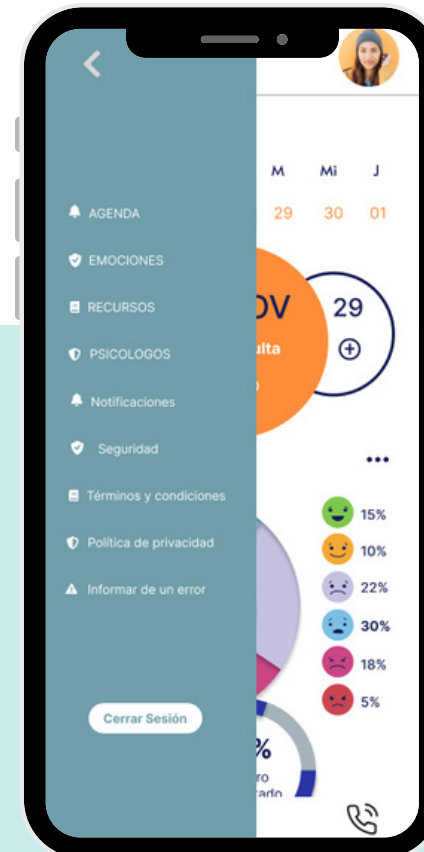 M Mi J
29 30 01
AGENDA
EMOCIONES
RECURSOS
PSICOLOGOS
Notificaciones
Seguridad
Términos y condiciones
Política de privacidad
Informar de un error
Cerrar Sesión
OV
29
15%
10%
22%
30%
18%
5%
%